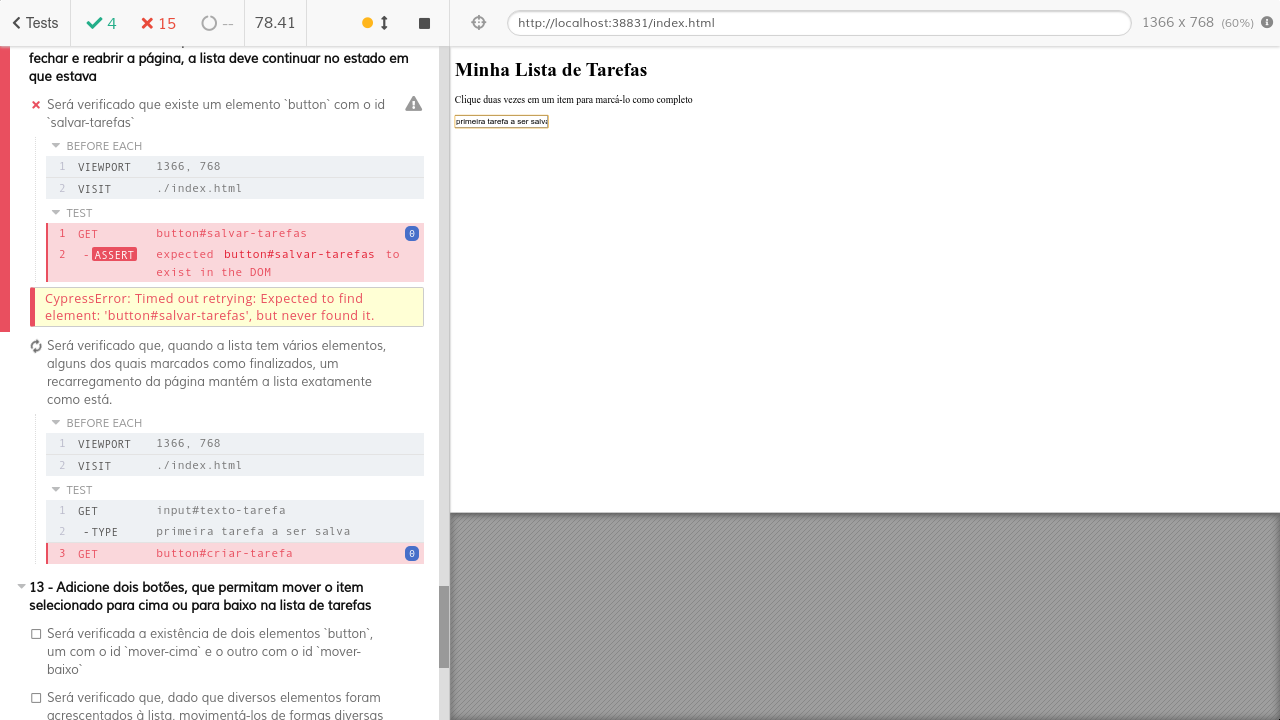 Tests 4 15 -- 78.41 http://localhost:38831/index.html 1366 x 768 (60%)
fechar e reabrir a página, a lista deve continuar no estado em
que estava
Será verificado que existe um elemento `button` com o id
`salvar-tarefas`
BEFORE EACH
1 VIEWPORT 1366, 768
2 VISIT ./index.html
TEST
1 GET button#salvar-tarefas 0
2 -ASSERT expected button#salvar-tarefas to
exist in the DOM
CypressError: Timed out retrying: Expected to find
element: 'button#salvar-tarefas', but never found it.
Será verificado que, quando a lista tem vários elementos,
alguns dos quais marcados como finalizados, um
recarregamento da página mantém a lista exatamente
como está.
BEFORE EACH
1 VIEWPORT 1366, 768
2 VISIT ./index.html
TEST
1 GET input#texto-tarefa
2 -TYPE primeira tarefa a ser salva
3 GET button#criar-tarefa 0
13 - Adicione dois botões, que permitam mover o item
selecionado para cima ou para baixo na lista de tarefas
Será verificada a existência de dois elementos `button`,
um com o id `mover-cima` e o outro com o id `mover-
baixo`
Será verificado que, dado que diversos elementos foram
acrescentados à lista, movimentá-los de formas diversas
Minha Lista de Tarefas
Clique duas vezes em um item para marcá-lo como completo
primeira tarefa a ser salva